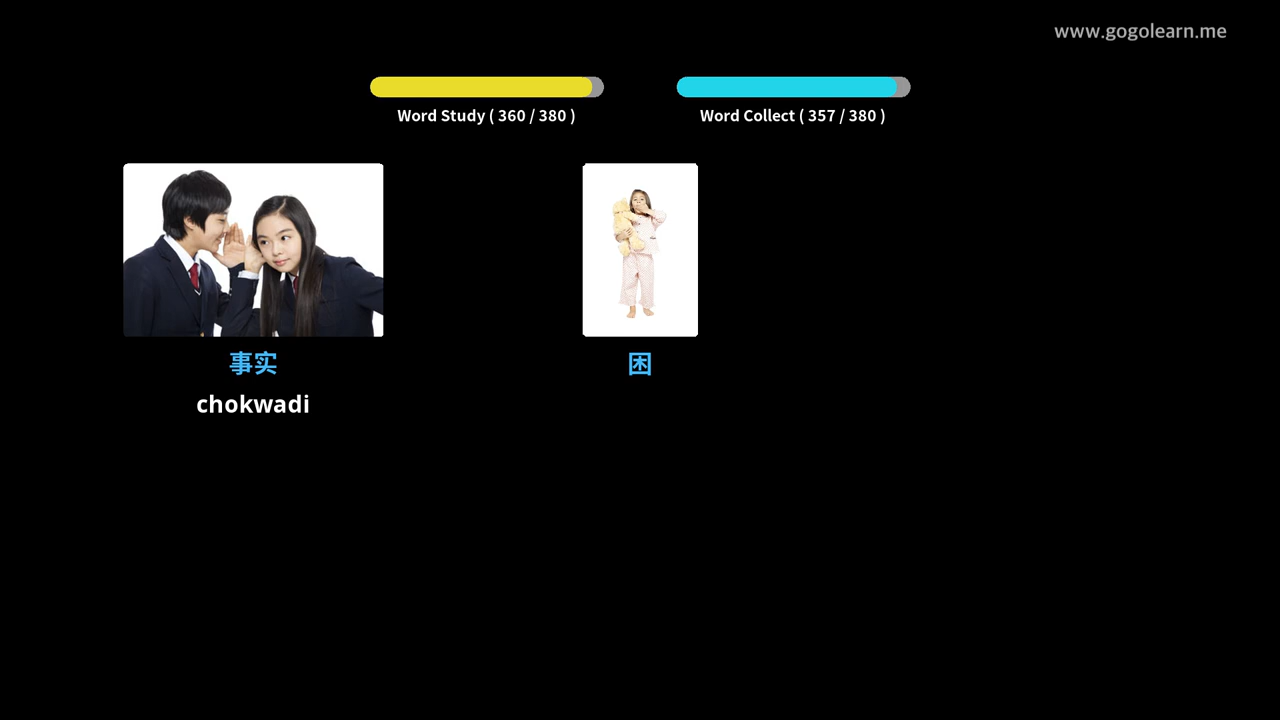 www.gogolearn.me
Word Study ( 360 / 380 )
Word Collect ( 357 / 380 )
事实
chokwadi
困